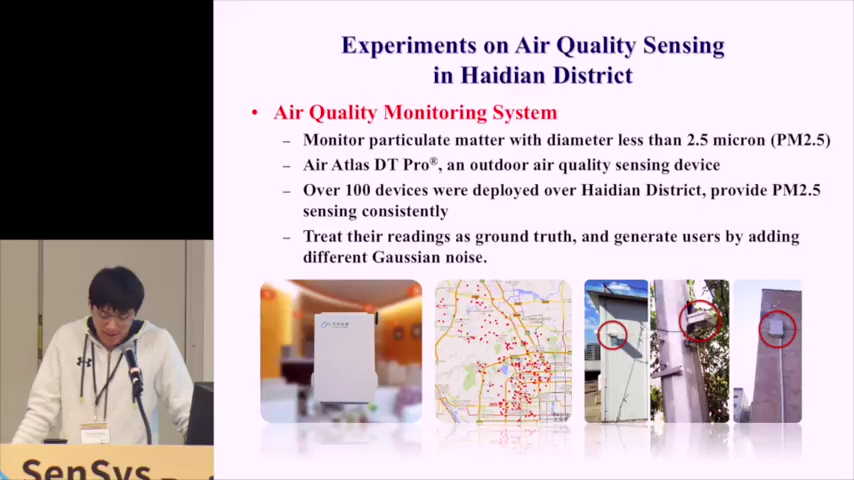 Experiments on Air Quality Sensing
in Haidian District
• Air Quality Monitoring System
– Monitor particulate matter with diameter less than 2.5 micron (PM2.5)
– Air Atlas DT Pro®, an outdoor air quality sensing device
– Over 100 devices were deployed over Haidian District, provide PM2.5
sensing consistently
– Treat their readings as ground truth, and generate users by adding
different Gaussian noise.
SenSys